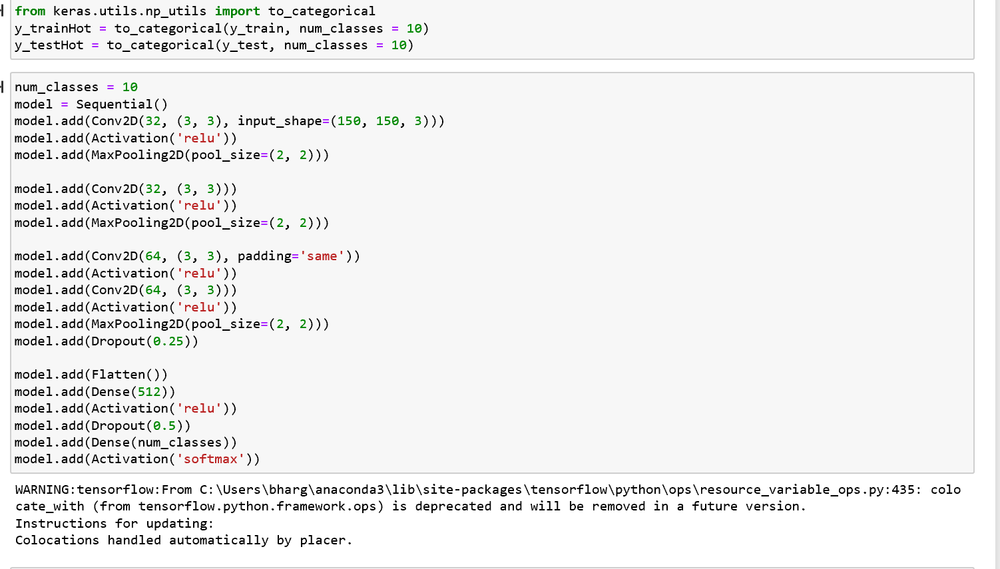 from keras.utils.np_utils import to_categorical
y_trainHot = to_categorical(y_train, num_classes = 10)
y_testHot = to_categorical(y_test, num_classes = 10)
num_classes = 10
model = Sequential()
model.add(Conv2D(32, (3, 3), input_shape=(150, 150, 3)))
model.add(Activation('relu'))
model.add(MaxPooling2D(pool_size=(2, 2)))
model.add(Conv2D(32, (3, 3)))
model.add(Activation('relu'))
model.add(MaxPooling2D(pool_size=(2, 2)))
model.add(Conv2D(64, (3, 3), padding='same'))
model.add(Activation('relu'))
model.add(Conv2D(64, (3, 3)))
model.add(Activation('relu'))
model.add(MaxPooling2D(pool_size=(2, 2)))
model.add(Dropout(0.25))
model.add(Flatten())
model.add(Dense(512))
model.add(Activation('relu'))
model.add(Dropout(0.5))
model.add(Dense(num_classes))
model.add(Activation('softmax'))
WARNING:tensorflow:From C:\Users\bharg\anaconda3\lib\site-packages\tensorflow\python\ops\resource_variable_ops.py:435: colo
cate_with (from tensorflow.python.framework.ops) is deprecated and will be removed in a future version.
Instructions for updating:
Colocations handled automatically by placer.